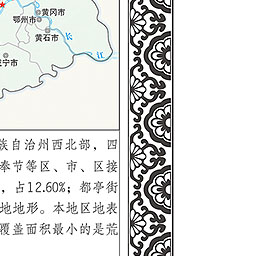 黄冈市
鄂州市
黄石市
长
江
宁市
族自治州西北部，四
奉节等区、市、区接
，占12.60%；都亭街
地地形。本地区地表
覆盖面积最小的是荒